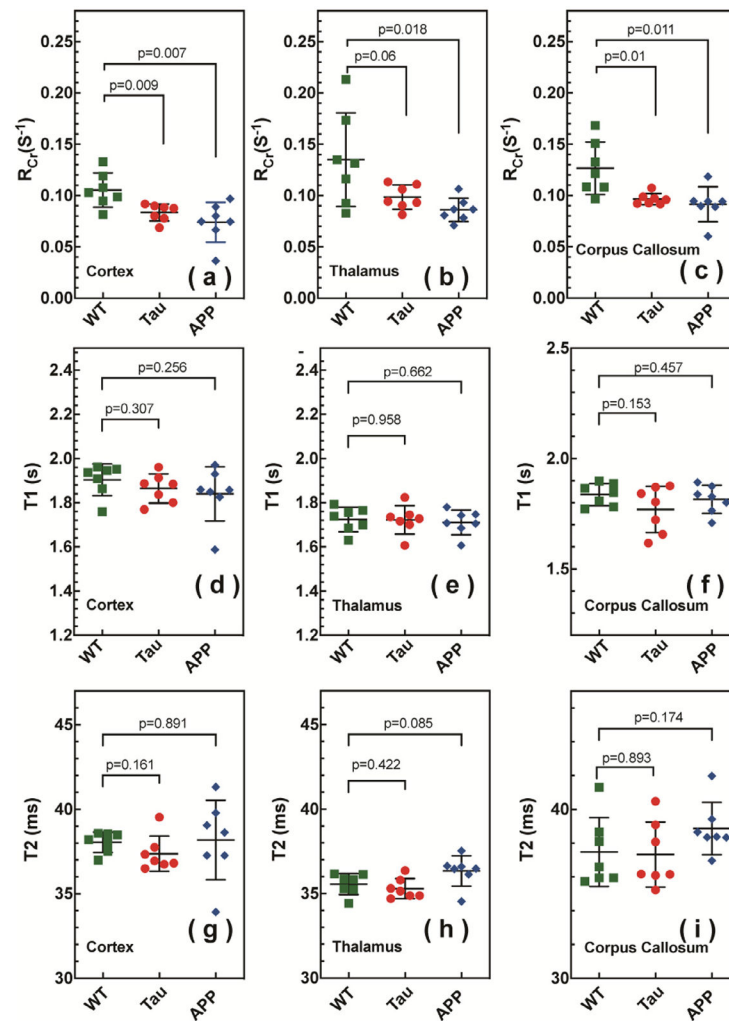 0.25
0.20
0.15
0.10
0.05
0.00
R_Cr(S⁻¹)
p=0.007
p=0.009
Cortex
( a )
WT Tau APP
0.25
0.20
0.15
0.10
0.05
0.00
R_Cr(S⁻¹)
p=0.018
p=0.06
Thalamus
( b )
WT Tau APP
0.25
0.20
0.15
0.10
0.05
0.00
R_Cr(S⁻¹)
p=0.011
p=0.01
Corpus Callosum
( c )
WT Tau APP
2.4
2.2
2.0
1.8
1.6
1.4
1.2
T1 (s)
p=0.256
p=0.307
( d )
Cortex
WT Tau APP
-
2.4
2.2
2.0
1.8
1.6
1.4
1.2
T1 (s)
p=0.662
p=0.958
( e )
Thalamus
WT Tau APP
2.5
2.0
1.5
T1 (s)
p=0.457
p=0.153
( f )
Corpus Callosum
WT Tau APP
45
40
35
30
T2 (ms)
p=0.891
p=0.161
( g )
Cortex
WT Tau APP
45
40
35
30
T2 (ms)
p=0.085
p=0.422
( h )
Thalamus
WT Tau APP
40
35
30
T2 (ms)
p=0.174
p=0.893
( i )
Corpus Callosum
WT Tau APP